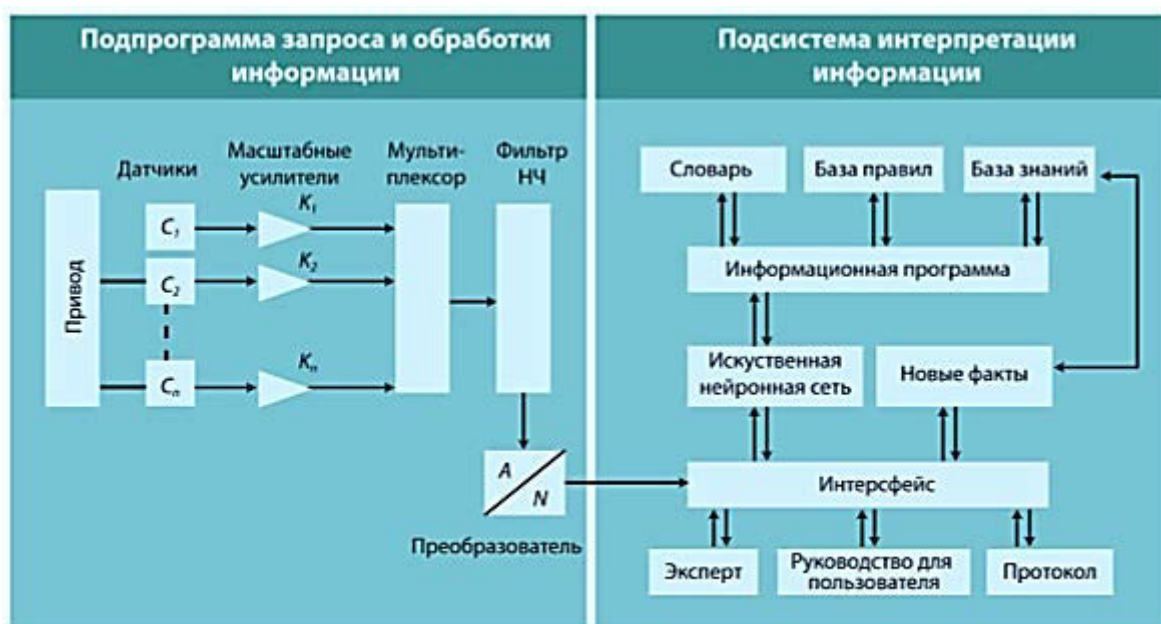 Подпрограмма запроса и обработки
информации
Датчики
Масштабные
усилители
Мульти-
плексор
Фильтр
НЧ
Привод
C₁
K₁
C₂
K₂
Cₙ
Kₙ
A
N
Преобразователь
Подсистема интерпретации
информации
Словарь
База правил
База знаний
Информационная программа
Искуственная
нейронная сеть
Новые факты
Интерсфейс
Эксперт
Руководство для
пользователя
Протокол